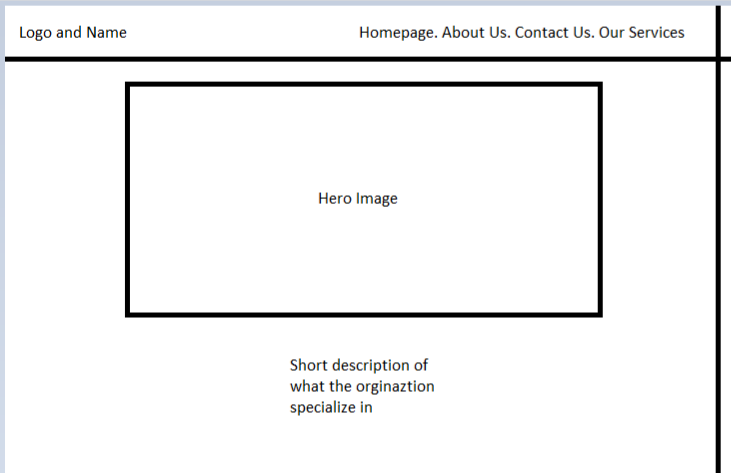 Logo and Name
Homepage. About Us. Contact Us. Our Services
Hero Image
Short description of
what the orginaztion
specialize in